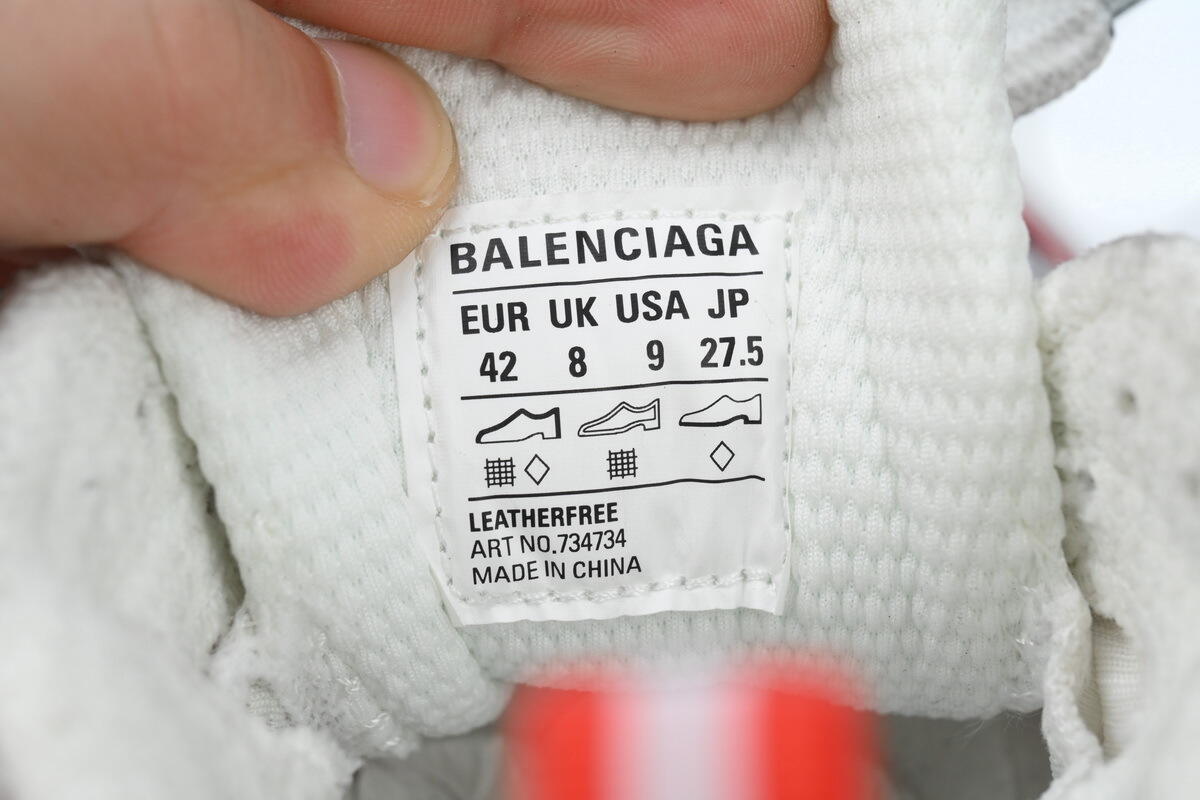 BALENCIAGA
EUR UK USA JP
42 8 9 27.5
LEATHERFREE
ART NO.734734
MADE IN CHINA